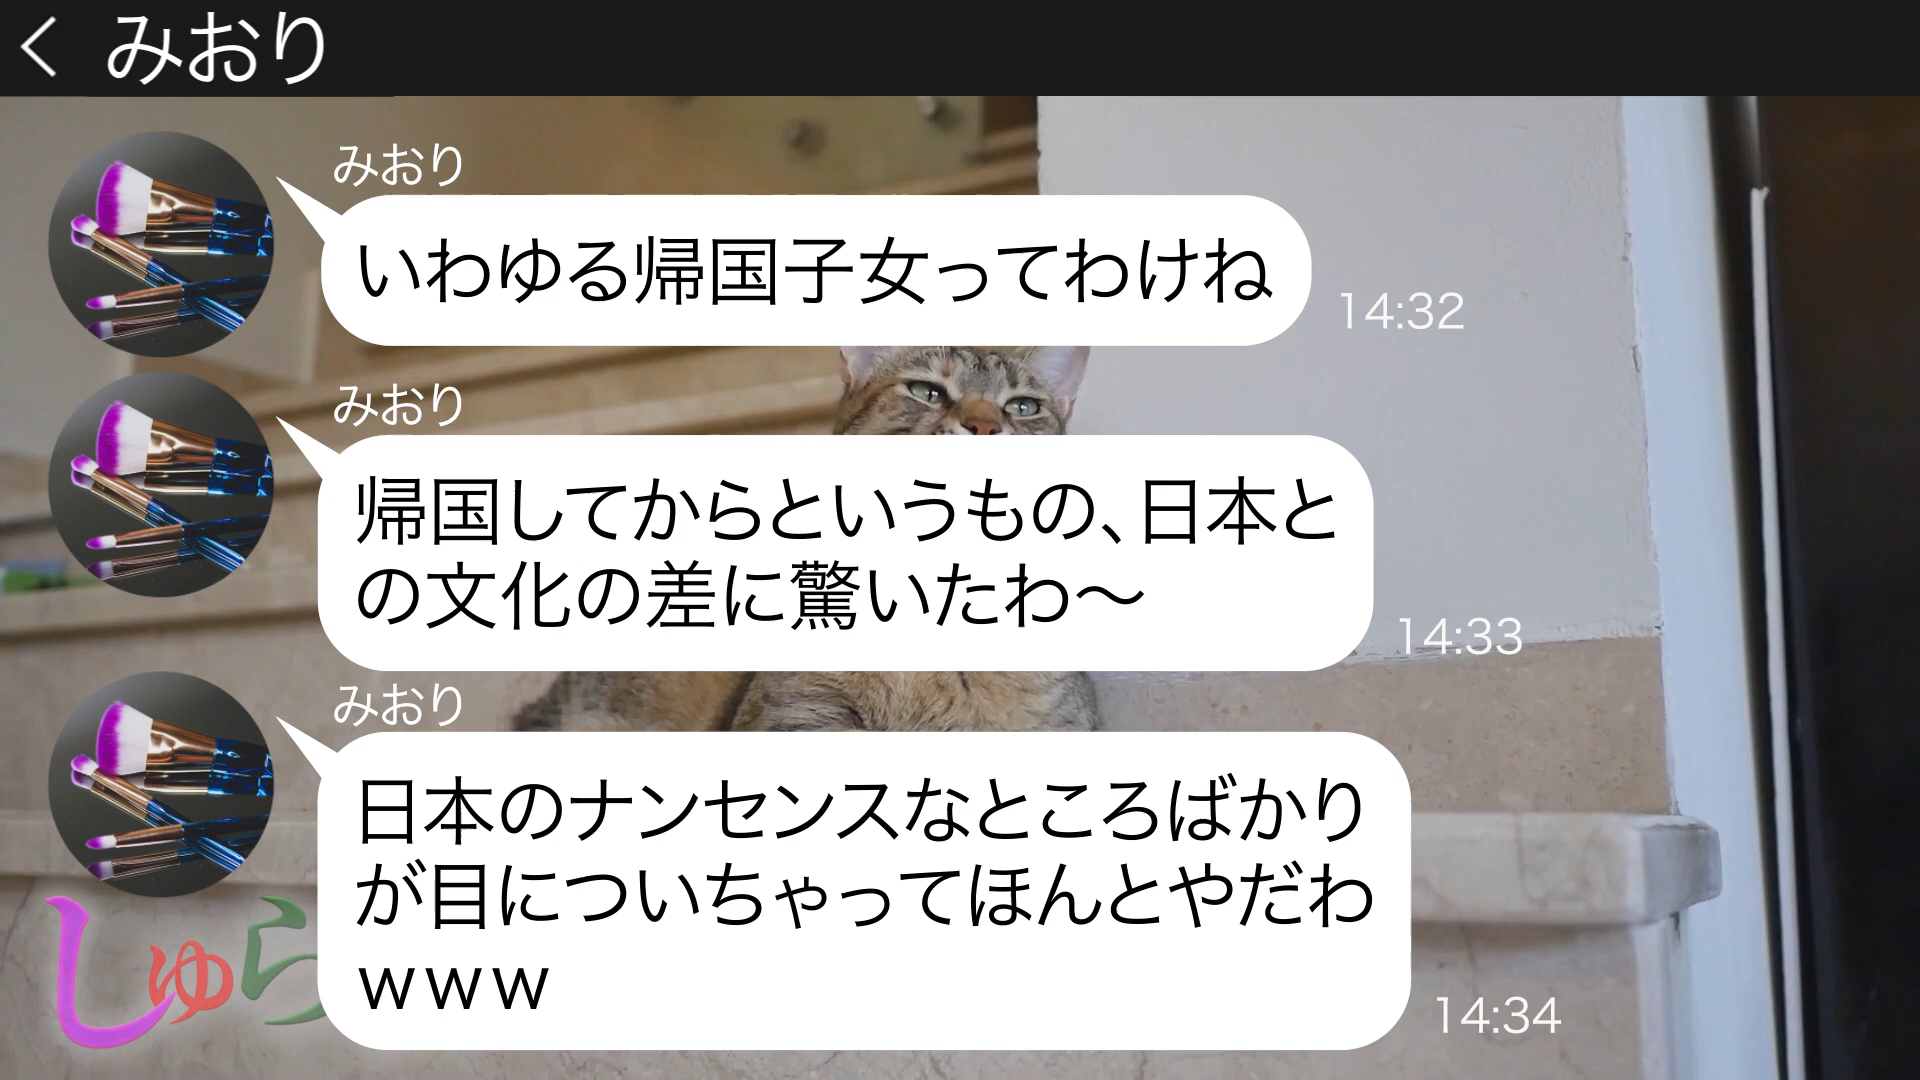 みおり
みおり
いわゆる帰国子女ってわけね
14:32
みおり
帰国してからというもの、日本と
の文化の差に驚いたわ〜
14:33
みおり
日本のナンセンスなところばかり
が目についちゃってほんとやだわ
ｗｗｗ
14:34
しゅら